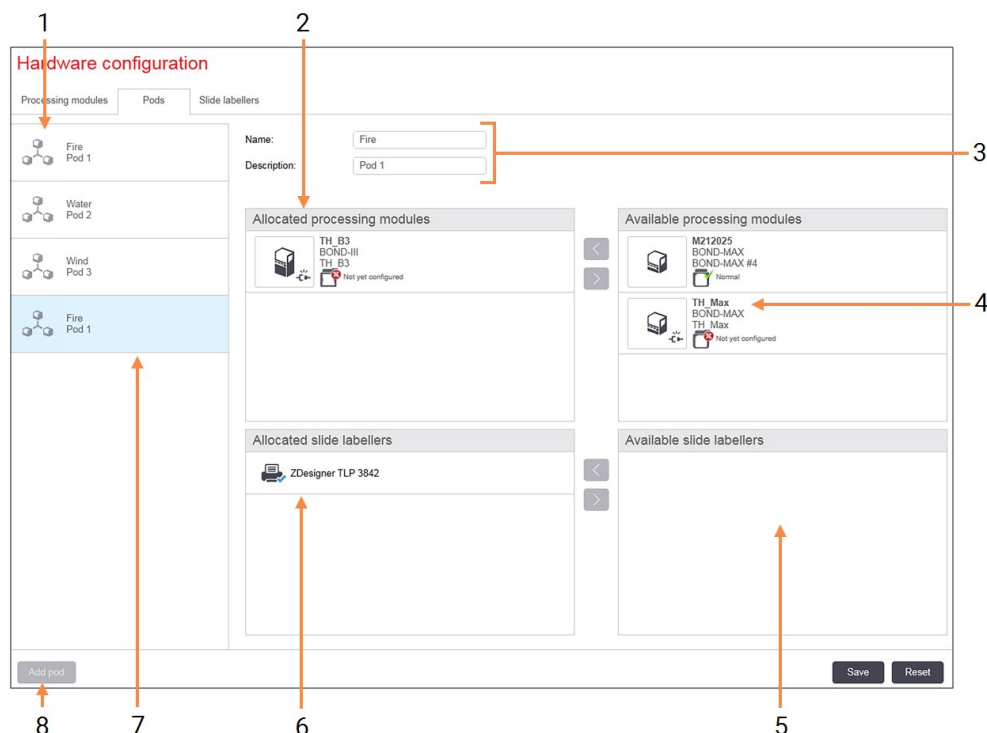 1
2
Hardware configuration
Processing modules
Pods
Slide labellers
Fire
Pod 1
Water
Pod 2
Wind
Pod 3
Fire
Pod 1
Name:
Fire
Description:
Pod 1
3
Allocated processing modules
TH_B3
BOND-III
TH_B3
Not yet configured
<
>
Available processing modules
M212025
BOND-MAX
BOND-MAX #4
Normal
TH_Max
BOND-MAX
TH_Max
Not yet configured
4
Allocated slide labellers
ZDesigner TLP 3842
<
>
Available slide labellers
Add pod
Save
Reset
8
7
6
5